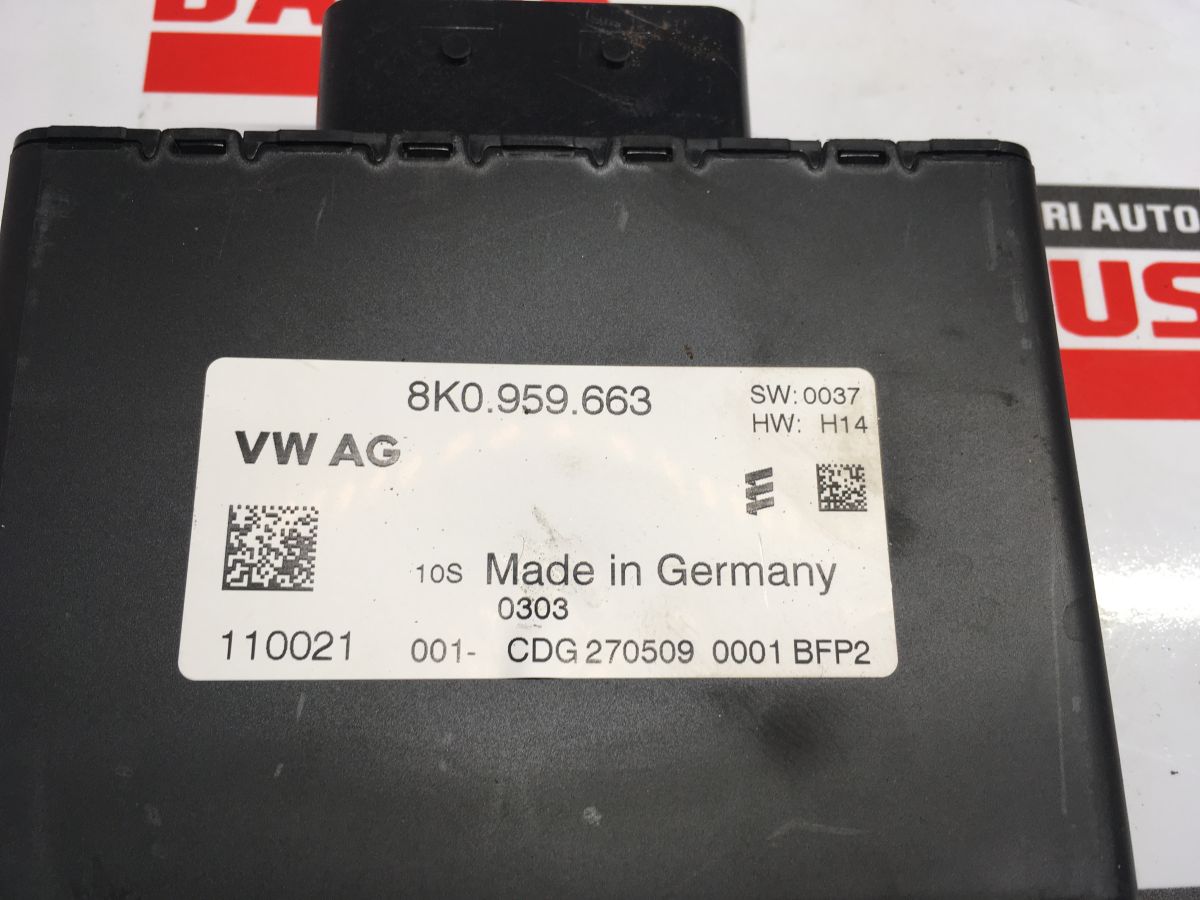 RI AUTO
US
8K0.959.663
SW:0037
HW: H14
VW AG
10S Made in Germany
0303
110021 001- CDG 270509 0001 BFP2